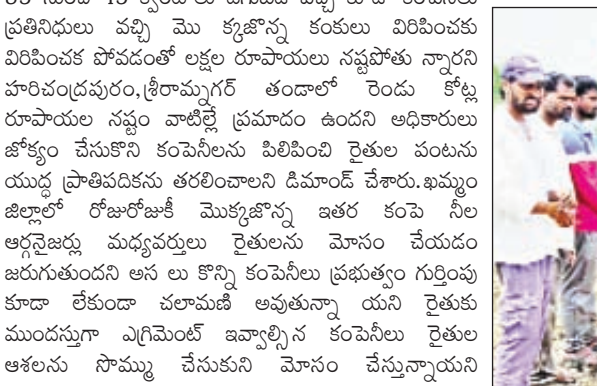 ప్రతినిధులు వచ్చి మొ క్కజొన్న కంకులు విరిపించకు
విరిపించక పోవడంతో లక్షల రూపాయలు నష్టపోతు న్నారని
హరిచంద్రపురం,శ్రీరామ్నగర్ తండాలో రెండు కోట్ల
రూపాయల నష్టం వాటిల్లే ప్రమాదం ఉందని అధికారులు
జోక్యం చేసుకొని కంపెనీలను పిలిపించి రైతుల పంటను
యుద్ధ ప్రాతిపదికను తరలించాలని డిమాండ్ చేశారు.ఖమ్మం
జిల్లాలో రోజురోజుకీ మొక్కజొన్న ఇతర కంపె నీల
ఆర్గనైజర్లు మధ్యవర్తులు రైతులను మోసం చేయడం
జరుగుతుందని అస లు కొన్ని కంపెనీలు ప్రభుత్వం గుర్తింపు
కూడా లేకుండా చలామణి అవుతున్నా యని రైతుకు
ముందస్తుగా ఎగ్రిమెంట్ ఇవ్వాల్సి న కంపెనీలు రైతుల
ఆశలను సొమ్ము చేసుకుని మోసం చేస్తున్నాయని